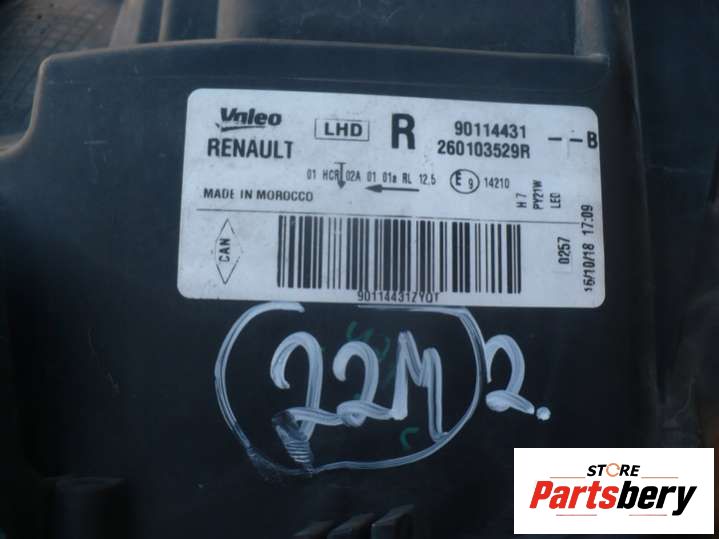 Valeo LHD R 90114431 --B
RENAULT 260103529R
01 HCR 02A 01 01a RL 12.5 E 9 14210
MADE IN MOROCCO
H7
PY21W
LED
CAN
0257
16/10/18 17:09
90114431ZYQT
22M 2.
STORE
Partsbery